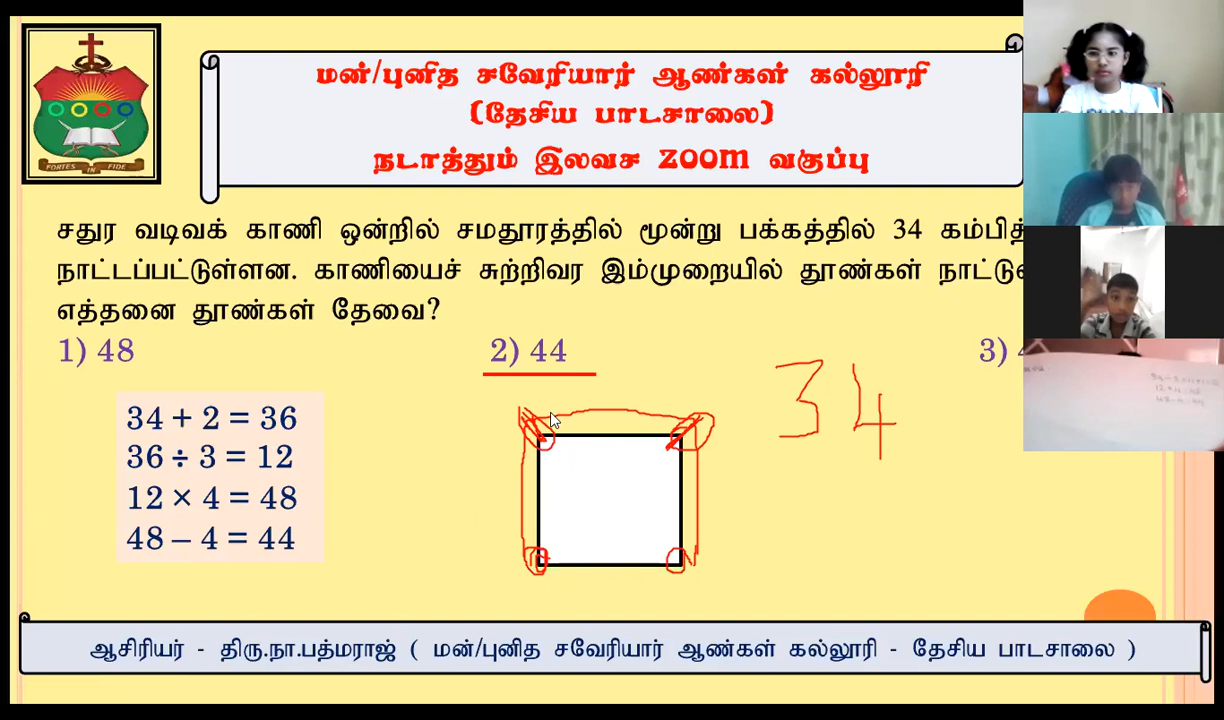 மன்/புனித சவேரியார் ஆண்கள் கல்லூரி
(தேசிய பாடசாலை)
நடாத்தும் இலவச ZOOM வகுப்பு
FORTES IN FIDE
சதுர வடிவக் காணி ஒன்றில் சமதூரத்தில் மூன்று பக்கத்தில் 34
நாட்டப்பட்டுள்ளன. காணியைச் சுற்றிவர இம்முறையில் தூண்கள்
எத்தனை தூண்கள் தேவை?
1) 48
2) 44
3)
34 + 2 = 36
36 ÷ 3 = 12
12 × 4 = 48
48 – 4 = 44
34
ஆசிரியர் - திரு.நா.பத்மராஜ் ( மன்/புனித சவேரியார் ஆண்கள் கல்லூரி - தேசிய பாடசாலை )